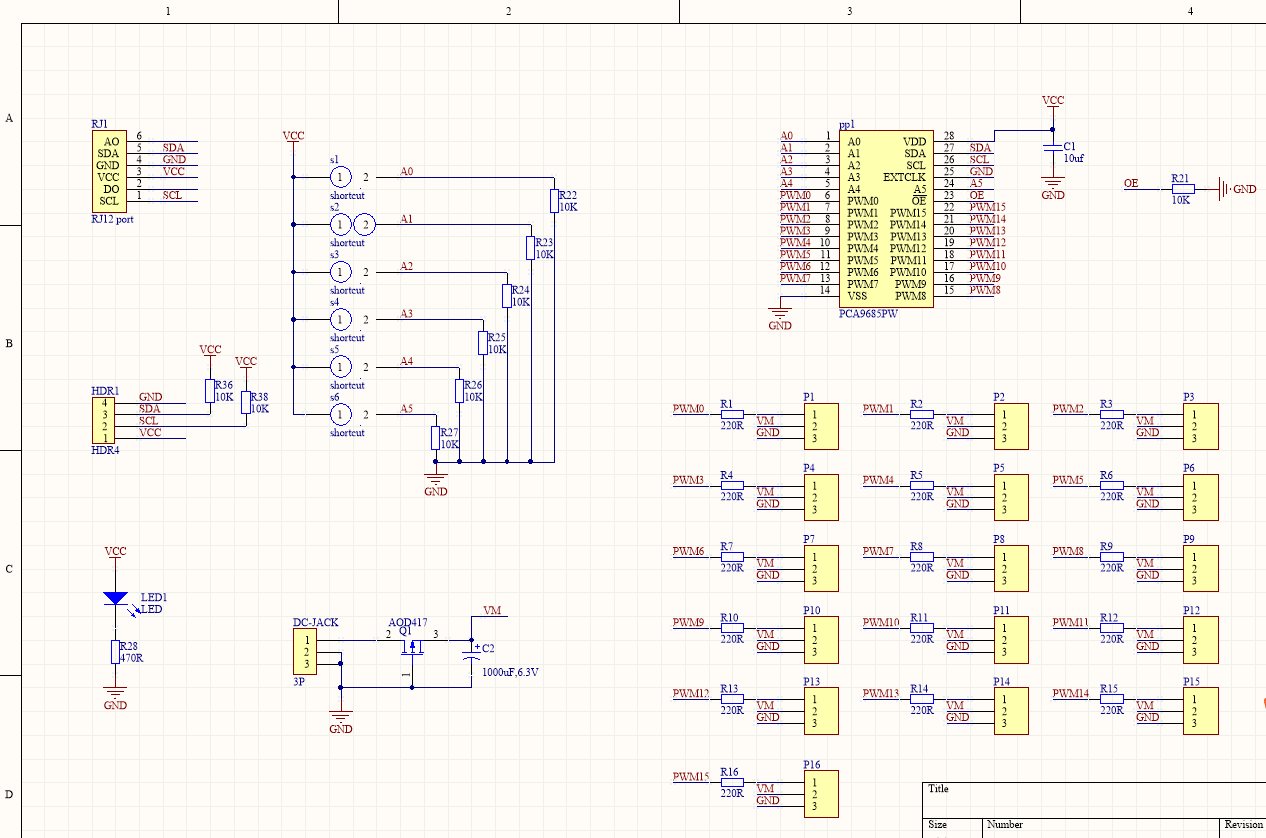 1 2 3 4
A
B
C
D
RJ1
AO 6
SDA 5 SDA
GND 4 GND
VCC 3 VCC
DO 2
SCL 1 SCL
RJ12 port
VCC
s1
1 2 A0
shortcut
s2
1 2 A1
shortcut
s3
1 2 A2
shortcut
s4
1 2 A3
shortcut
s5
1 2 A4
shortcut
s6
1 2 A5
shortcut
R22
10K
R23
10K
R24
10K
R25
10K
R26
10K
R27
10K
GND
pp1
A0 1 A0 VDD 28
A1 2 A1 SDA 27 SDA
A2 3 A2 SCL 26 SCL
A3 4 A3 EXTCLK 25 GND
A4 5 A4 A5 24 A5
PWM0 6 PWM0 OE 23 OE
PWM1 7 PWM1 PWM15 22 PWM15
PWM2 8 PWM2 PWM14 21 PWM14
PWM3 9 PWM3 PWM13 20 PWM13
PWM4 10 PWM4 PWM12 19 PWM12
PWM5 11 PWM5 PWM11 18 PWM11
PWM6 12 PWM6 PWM10 17 PWM10
PWM7 13 PWM7 PWM9 16 PWM9
14 VSS PWM8 15 PWM8
GND
PCA9685PW
VCC
C1
10uf
GND
OE R21 GND
10K
VCC
R36
10K
VCC
R38
10K
HDR1
4 GND
3 SDA
2 SCL
1 VCC
HDR4
VCC
LED1
LED
R28
470R
GND
DC-JACK
1
2
3
3P
AOD417
Q1
2 3
1
VM
C2
+
1000uF,6.3V
GND
PWM0 R1 P1
220R VM GND 1 2 3
PWM1 R2 P2
220R VM GND 1 2 3
PWM2 R3 P3
220R VM GND 1 2 3
PWM3 R4 P4
220R VM GND 1 2 3
PWM4 R5 P5
220R VM GND 1 2 3
PWM5 R6 P6
220R VM GND 1 2 3
PWM6 R7 P7
220R VM GND 1 2 3
PWM7 R8 P8
220R VM GND 1 2 3
PWM8 R9 P9
220R VM GND 1 2 3
PWM9 R10 P10
220R VM GND 1 2 3
PWM10 R11 P11
220R VM GND 1 2 3
PWM11 R12 P12
220R VM GND 1 2 3
PWM12 R13 P13
220R VM GND 1 2 3
PWM13 R14 P14
220R VM GND 1 2 3
PWM14 R15 P15
220R VM GND 1 2 3
PWM15 R16 P16
220R VM GND 1 2 3
Title
Size Number Revision